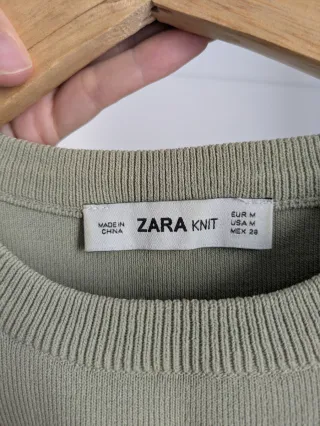 MADE IN
CHINA
ZARA KNIT
EUR M
USA M
MEX 28